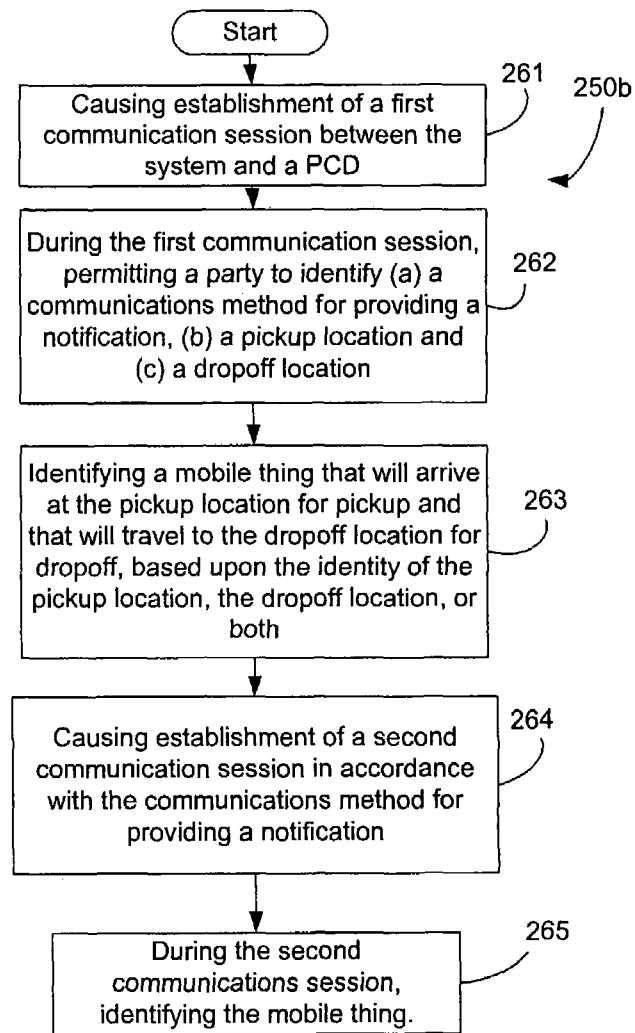 Start
261
250b
Causing establishment of a first
communication session between the
system and a PCD
262
During the first communication session,
permitting a party to identify (a) a
communications method for providing a
notification, (b) a pickup location and
(c) a dropoff location
263
Identifying a mobile thing that will arrive
at the pickup location for pickup and
that will travel to the dropoff location for
dropoff, based upon the identity of the
pickup location, the dropoff location, or
both
264
Causing establishment of a second
communication session in accordance
with the communications method for
providing a notification
265
During the second
communications session,
identifying the mobile thing.